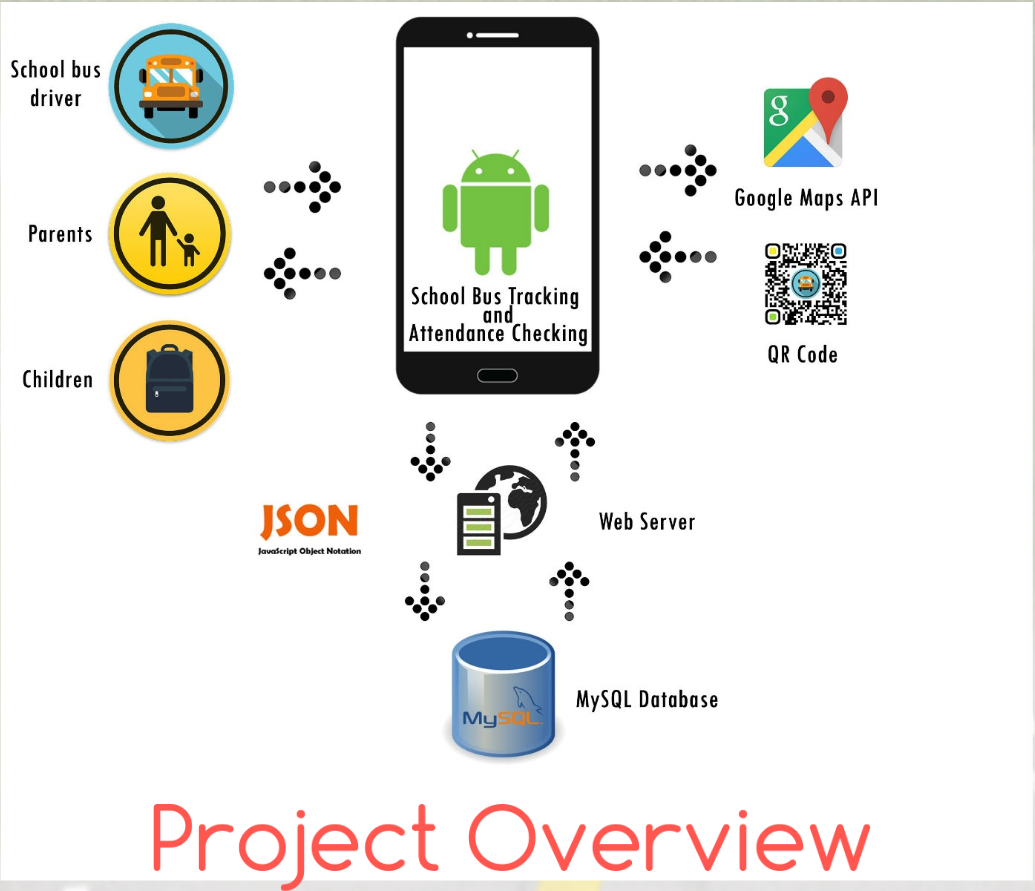 School bus
driver
Parents
Children
School Bus Tracking
and
Attendance Checking
g
Google Maps API
QR Code
JSON
JavaScript Object Notation
Web Server
MySQL
MySQL Database
Project Overview